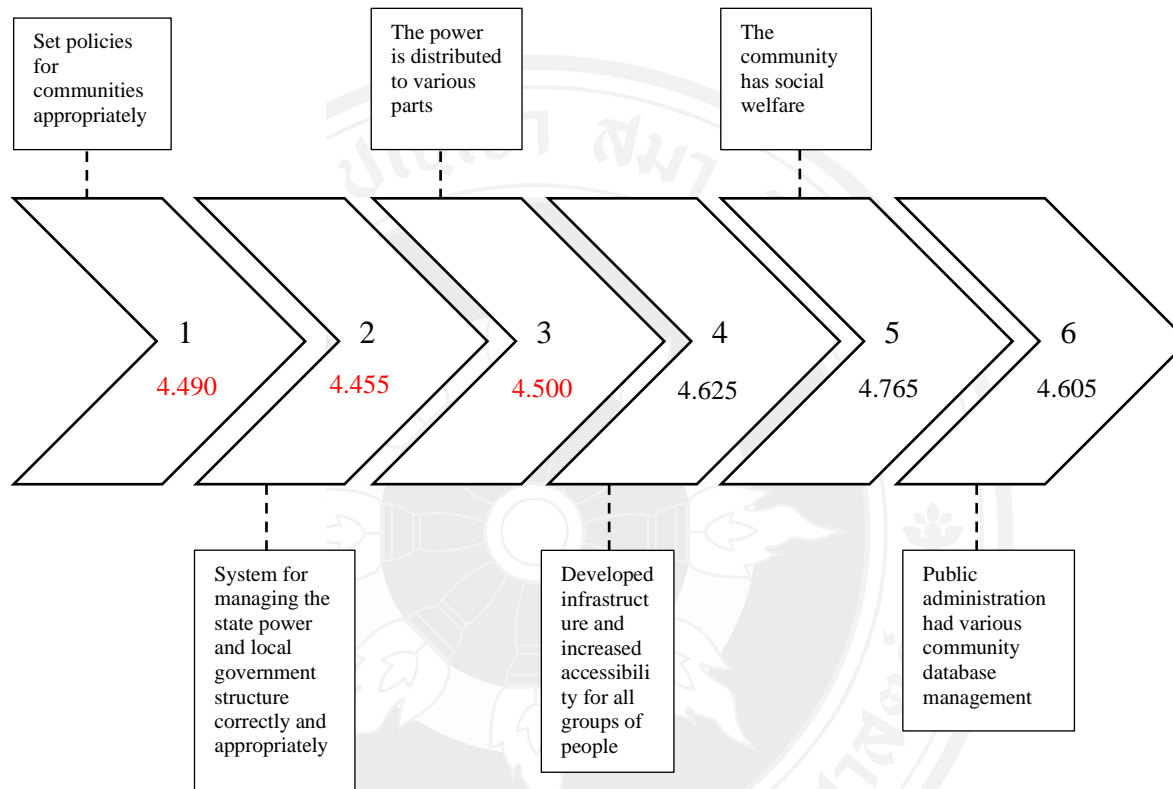 Set policies
for
communities
appropriately
The power
is distributed
to various
parts
The
community
has social
welfare
1
4.490
2
4.455
3
4.500
4
4.625
5
4.765
6
4.605
System for
managing the
state power
and local
government
structure
correctly and
appropriately
Developed
infrastruct
ure and
increased
accessibili
ty for all
groups of
people
Public
administration
had various
community
database
management